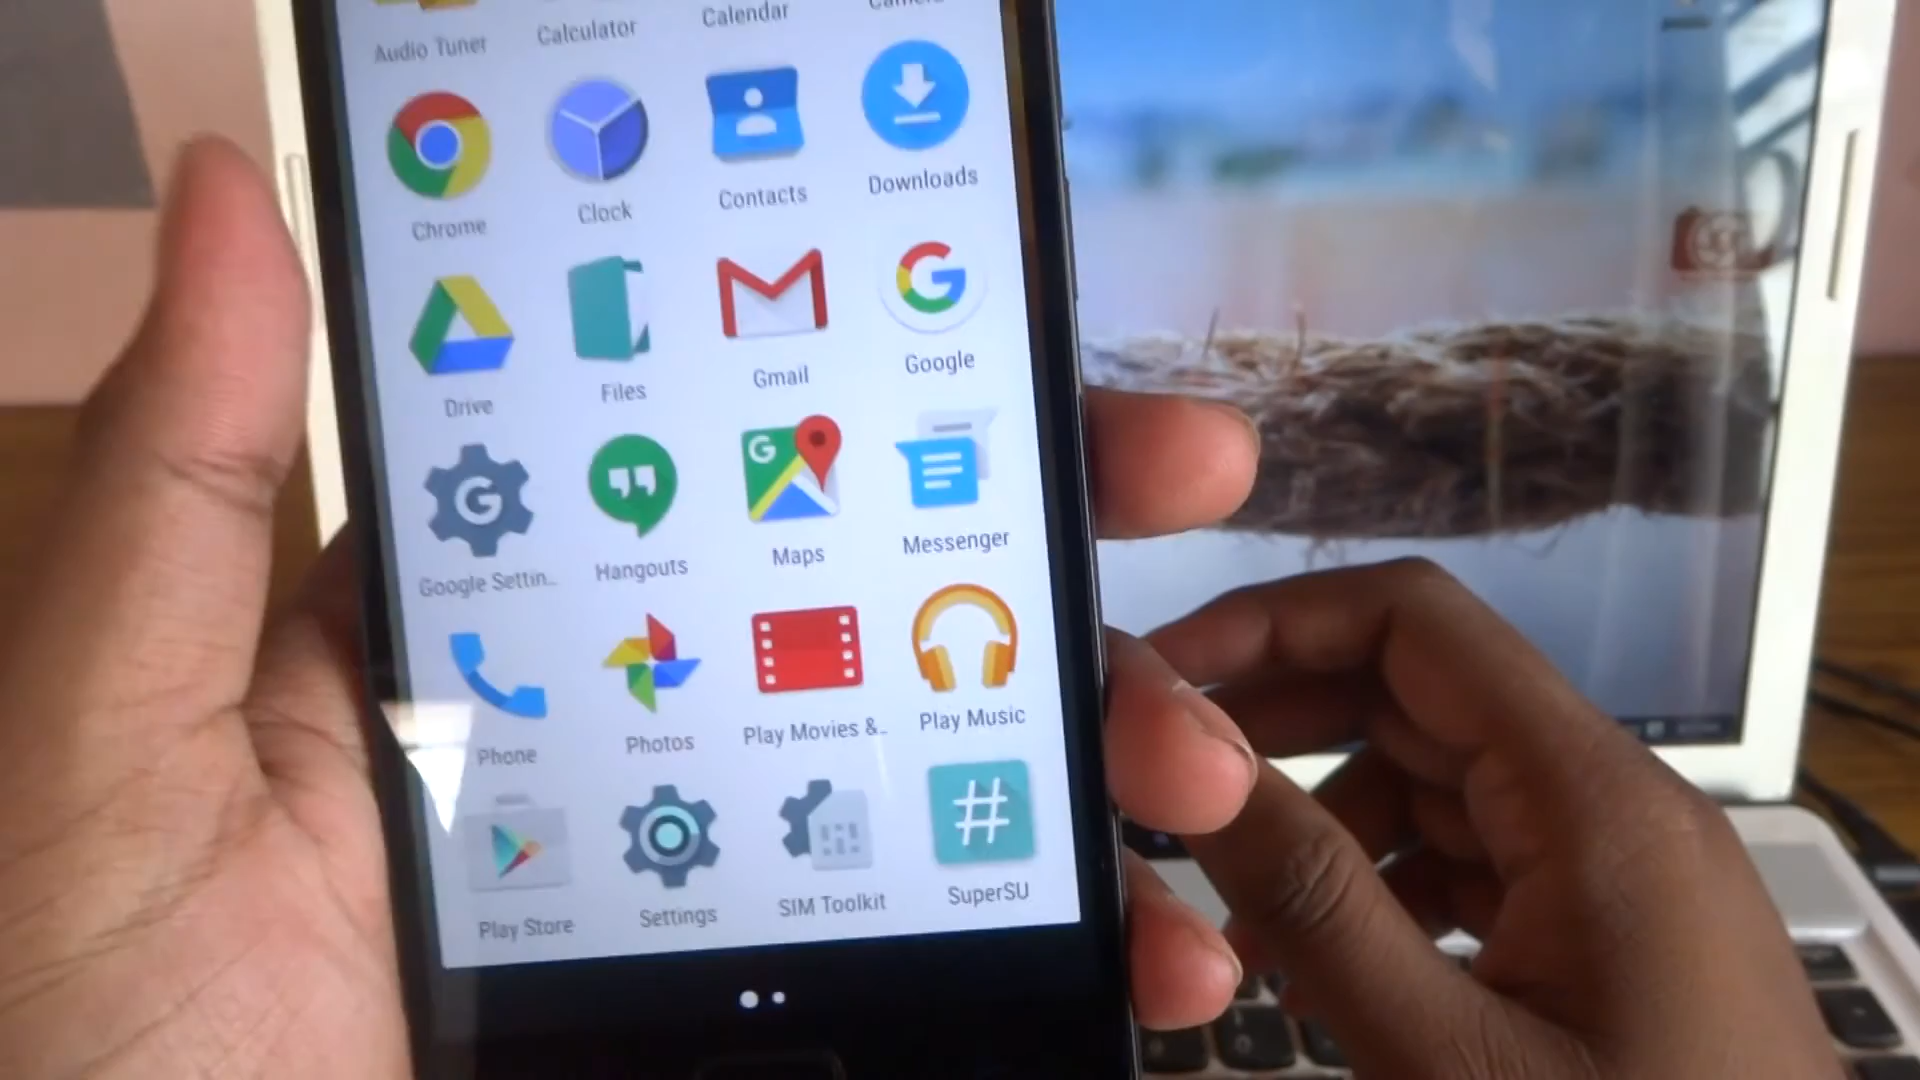 Audio Tuner
Calculator
Calendar
Camera
Chrome
Clock
Contacts
Downloads
Drive
Files
Gmail
G
Google
G
Google Settin...
Hangouts
G
Maps
Messenger
Phone
Photos
Play Movies &...
Play Music
Play Store
Settings
SIM Toolkit
#
SuperSU